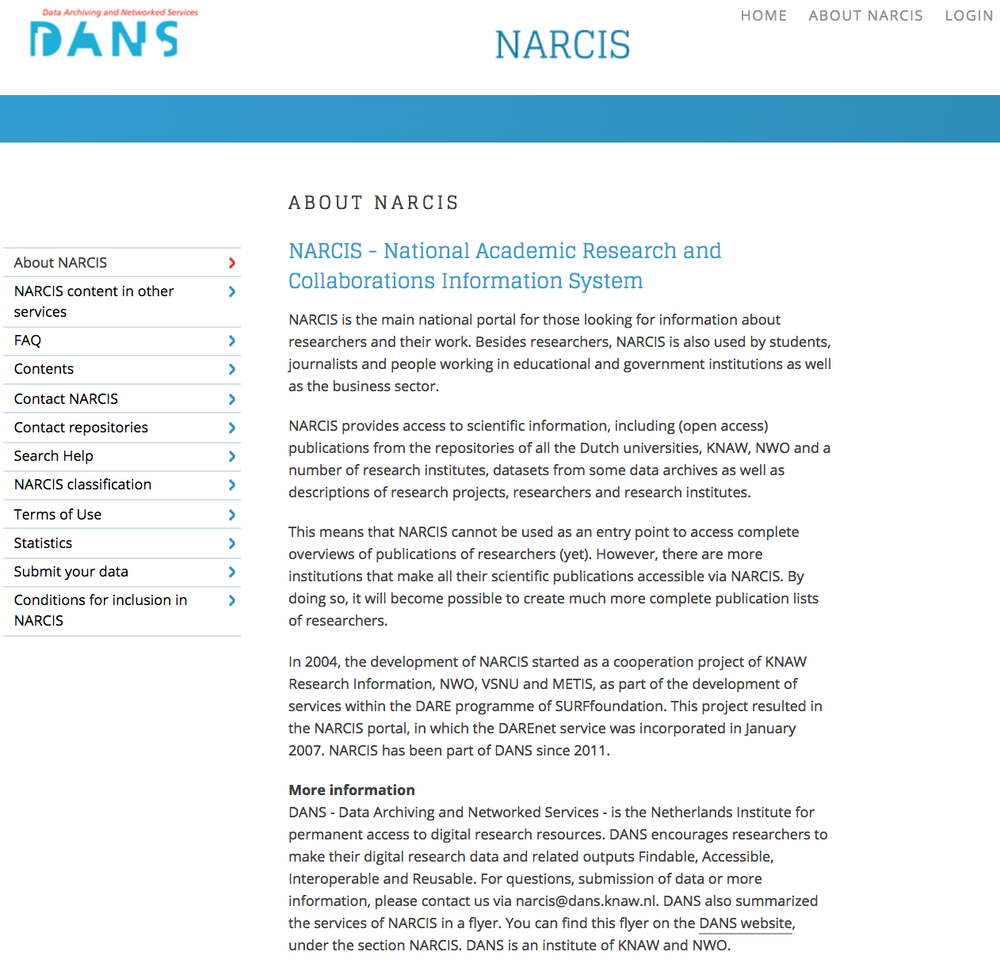 Data Archiving and Networked Services
DANS
NARCIS
HOME ABOUT NARCIS LOGIN
ABOUT NARCIS
About NARCIS
NARCIS content in other
services
FAQ
Contents
Contact NARCIS
Contact repositories
Search Help
NARCIS classification
Terms of Use
Statistics
Submit your data
Conditions for inclusion in
NARCIS
NARCIS – National Academic Research and
Collaborations Information System
NARCIS is the main national portal for those looking for information about
researchers and their work. Besides researchers, NARCIS is also used by students,
journalists and people working in educational and government institutions as well
as the business sector.
NARCIS provides access to scientific information, including (open access)
publications from the repositories of all the Dutch universities, KNAW, NWO and a
number of research institutes, datasets from some data archives as well as
descriptions of research projects, researchers and research institutes.
This means that NARCIS cannot be used as an entry point to access complete
overviews of publications of researchers (yet). However, there are more
institutions that make all their scientific publications accessible via NARCIS. By
doing so, it will become possible to create much more complete publication lists
of researchers.
In 2004, the development of NARCIS started as a cooperation project of KNAW
Research Information, NWO, VSNU and METIS, as part of the development of
services within the DARE programme of SURFfoundation. This project resulted in
the NARCIS portal, in which the DAREnet service was incorporated in January
2007. NARCIS has been part of DANS since 2011.
More information
DANS - Data Archiving and Networked Services - is the Netherlands Institute for
permanent access to digital research resources. DANS encourages researchers to
make their digital research data and related outputs Findable, Accessible,
Interoperable and Reusable. For questions, submission of data or more
information, please contact us via narcis@dans.knaw.nl. DANS also summarized
the services of NARCIS in a flyer. You can find this flyer on the DANS website,
under the section NARCIS. DANS is an institute of KNAW and NWO.